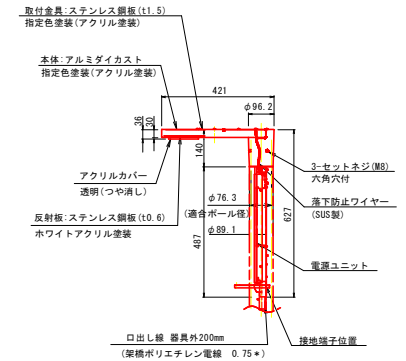 取付金具:ステンレス鋼板(t1.5)
指定色塗装(アクリル塗装)
本体:アルミダイカスト
指定色塗装(アクリル塗装)
421
φ96.2
36
30
140
アクリルカバー
透明(つや消し)
3-セットネジ(M8)
六角穴付
φ76.3
(適合ポール径)
落下防止ワイヤー
(SUS製)
627
反射板:ステンレス鋼板(t0.6)
ホワイトアクリル塗装
φ89.1
487
電源ユニット
口出し線 器具外200mm
(架橋ポリエチレン電線 0.75*)
接地端子位置